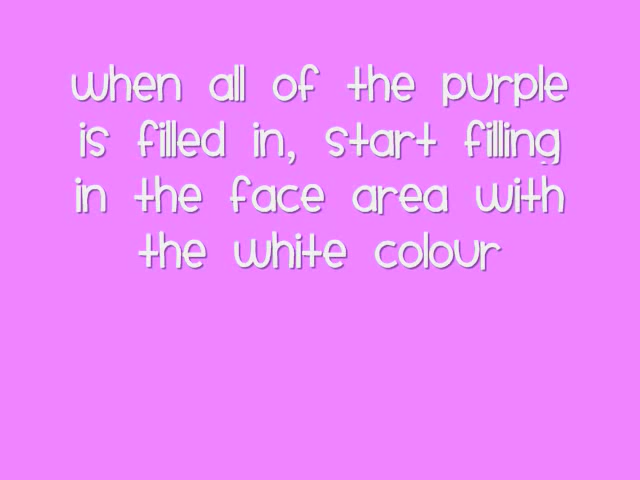 when all of the purple
is filled in, start filling
in the face area with
the white colour